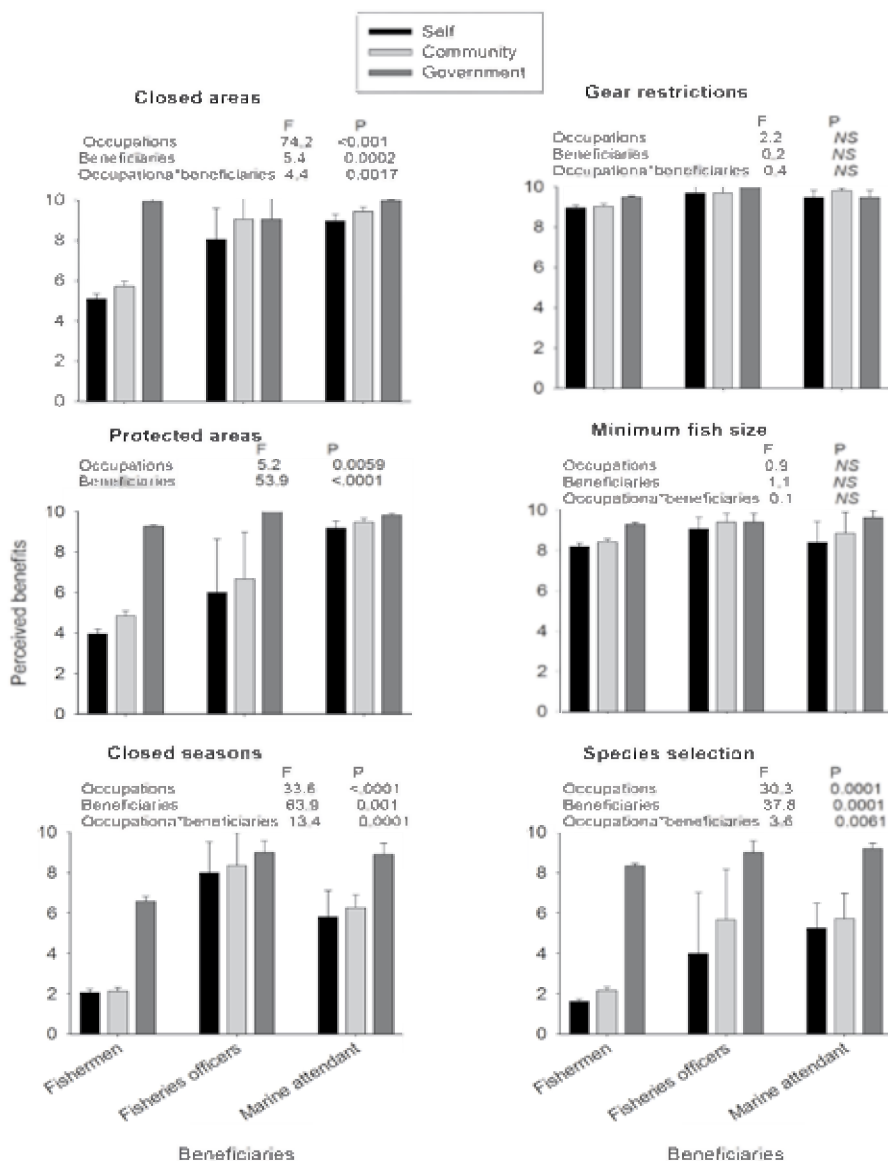 Self
Community
Government
Closed areas
F P
Occupations 74.2 <0.001
Beneficiaries 5.4 0.0002
Occupationa*beneficiaries 4.4 0.0017
10
8
6
4
2
0
Gear restrictions
F P
Occupations 2.2 NS
Beneficiaries 0.2 NS
Occupationa*beneficiaries 0.4 NS
10
8
6
4
2
0
Protected areas
F P
Occupations 5.2 0.0059
Beneficiaries 53.9 <.0001
10
8
6
4
2
0
Perceived benefits
Minimum fish size
F P
Occupations 0.9 NS
Beneficiaries 1.1 NS
Occupationa*beneficiaries 0.1 NS
10
8
6
4
2
0
Closed seasons
F P
Occupations 33.6 <.0001
Beneficiaries 63.9 0.001
Occupationa*beneficiaries 13.4 0.0001
10
8
6
4
2
0
Fishermen
Fisheries officers
Marine attendant
Beneficiaries
Species selection
F P
Occupations 30.3 0.0001
Beneficiaries 37.8 0.0001
Occupationa*beneficiaries 3.6 0.0061
10
8
6
4
2
0
Fishermen
Fisheries officers
Marine attendant
Beneficiaries